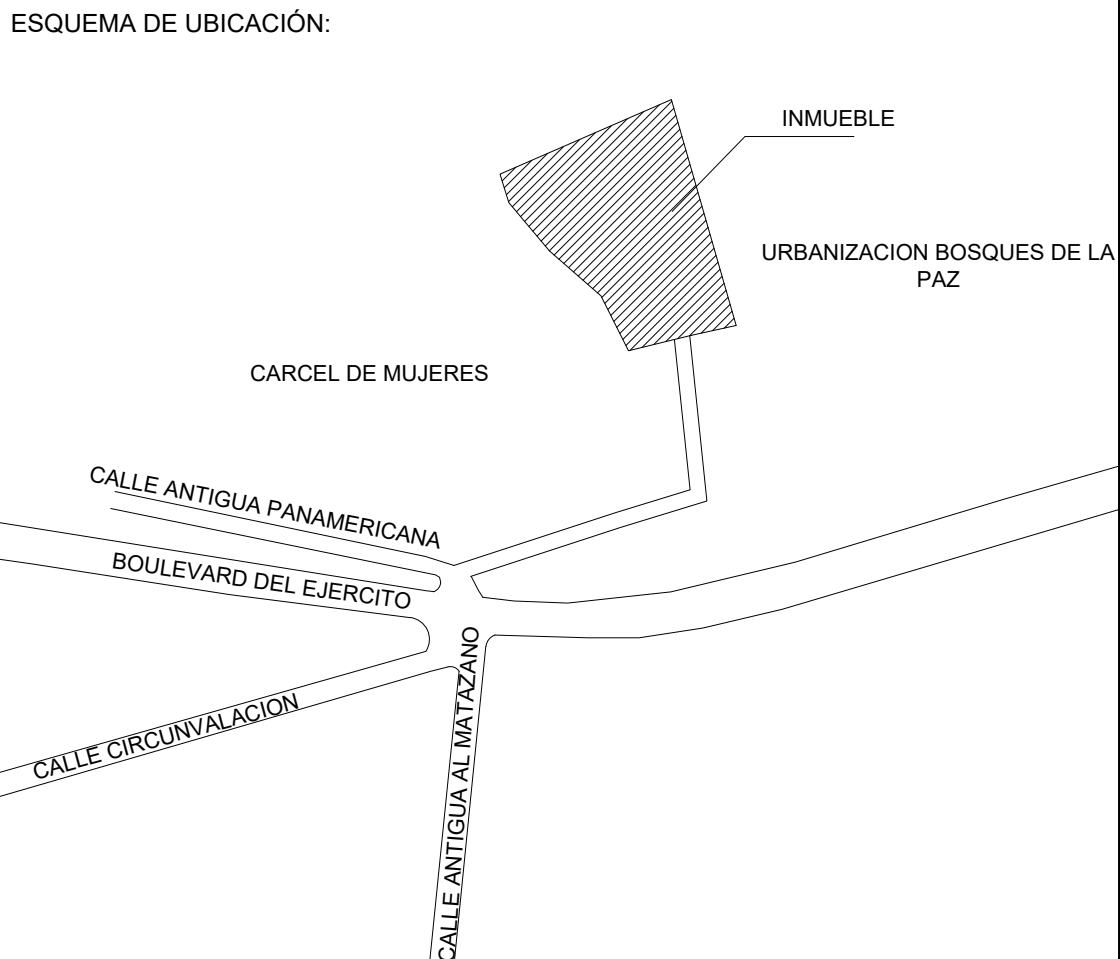 ESQUEMA DE UBICACIÓN:
INMUEBLE
URBANIZACION BOSQUES DE LA
PAZ
CARCEL DE MUJERES
CALLE ANTIGUA PANAMERICANA
BOULEVARD DEL EJERCITO
CALLE CIRCUNVALACION
CALLE ANTIGUA AL MATAZANO